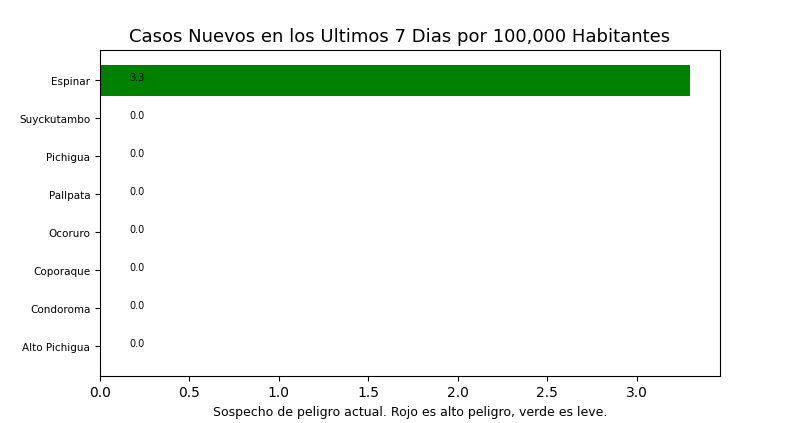 Casos Nuevos en los Ultimos 7 Dias por 100,000 Habitantes
Espinar 3.3
Suyckutambo 0.0
Pichigua 0.0
Pallpata 0.0
Ocoruro 0.0
Coporaque 0.0
Condoroma 0.0
Alto Pichigua 0.0
0.0 0.5 1.0 1.5 2.0 2.5 3.0
Sospecho de peligro actual. Rojo es alto peligro, verde es leve.